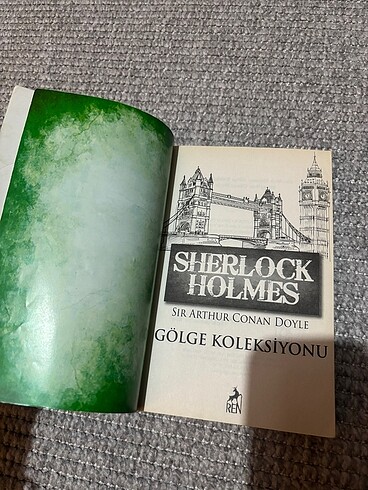 SHERLOCK
HOLMES
SIR ARTHUR CONAN DOYLE
GÖLGE KOLEKSİYONU
REN